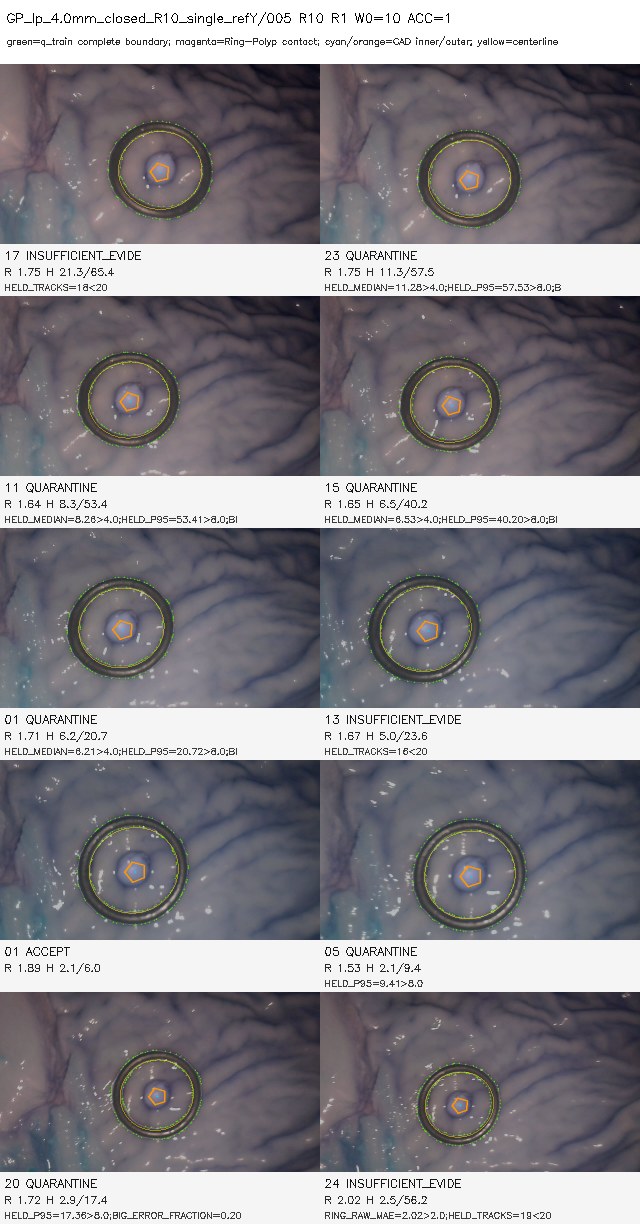 GP_Ip_4.0mm_closed_R10_single_refY/005 R10 R1 W0=10 ACC=1
green=q_train complete boundary; magenta=Ring-Polyp contact; cyan/orange=CAD inner/outer; yellow=centerline
17 INSUFFICIENT_EVIDE
R 1.75 H 21.3/65.4
HELD_TRACKS=18<20
23 QUARANTINE
R 1.75 H 11.3/57.5
HELD_MEDIAN=11.28>4.0;HELD_P95=57.53>8.0;B
11 QUARANTINE
R 1.64 H 8.3/53.4
HELD_MEDIAN=8.26>4.0;HELD_P95=53.41>8.0;BI
15 QUARANTINE
R 1.65 H 6.5/40.2
HELD_MEDIAN=6.53>4.0;HELD_P95=40.20>8.0;BI
01 QUARANTINE
R 1.71 H 6.2/20.7
HELD_MEDIAN=6.21>4.0;HELD_P95=20.72>8.0;BI
13 INSUFFICIENT_EVIDE
R 1.67 H 5.0/23.6
HELD_TRACKS=16<20
01 ACCEPT
R 1.89 H 2.1/6.0
05 QUARANTINE
R 1.53 H 2.1/9.4
HELD_P95=9.41>8.0
20 QUARANTINE
R 1.72 H 2.9/17.4
HELD_P95=17.36>8.0;BIG_ERROR_FRACTION=0.20
24 INSUFFICIENT_EVIDE
R 2.02 H 2.5/56.2
RING_RAW_MAE=2.02>2.0;HELD_TRACKS=19<20